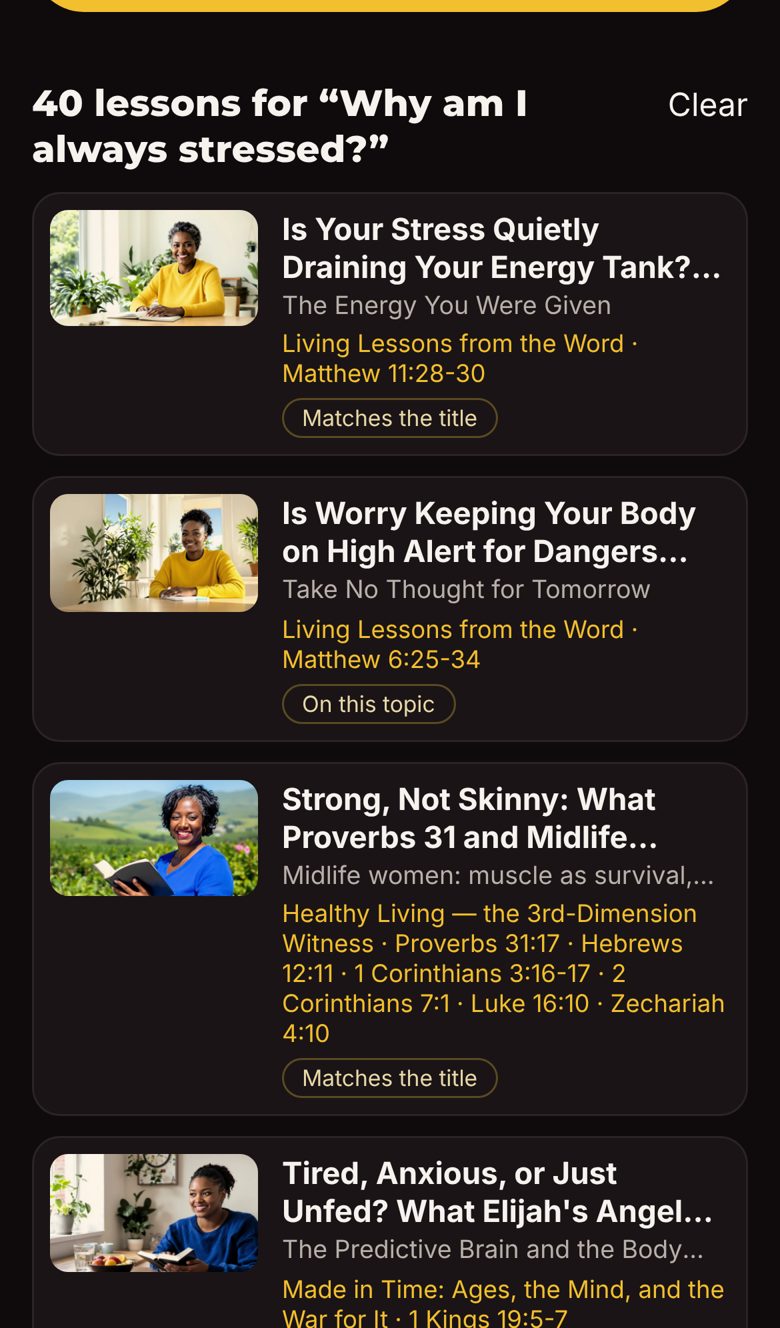 40 lessons for “Why am I
always stressed?”
Clear
Is Your Stress Quietly
Draining Your Energy Tank?...
The Energy You Were Given
Living Lessons from the Word ·
Matthew 11:28-30
Matches the title
Is Worry Keeping Your Body
on High Alert for Dangers...
Take No Thought for Tomorrow
Living Lessons from the Word ·
Matthew 6:25-34
On this topic
Strong, Not Skinny: What
Proverbs 31 and Midlife...
Midlife women: muscle as survival,...
Healthy Living — the 3rd-Dimension
Witness · Proverbs 31:17 · Hebrews
12:11 · 1 Corinthians 3:16-17 · 2
Corinthians 7:1 · Luke 16:10 · Zechariah
4:10
Matches the title
Tired, Anxious, or Just
Unfed? What Elijah's Angel...
The Predictive Brain and the Body...
Made in Time: Ages, the Mind, and the
War for It · 1 Kings 19:5-7